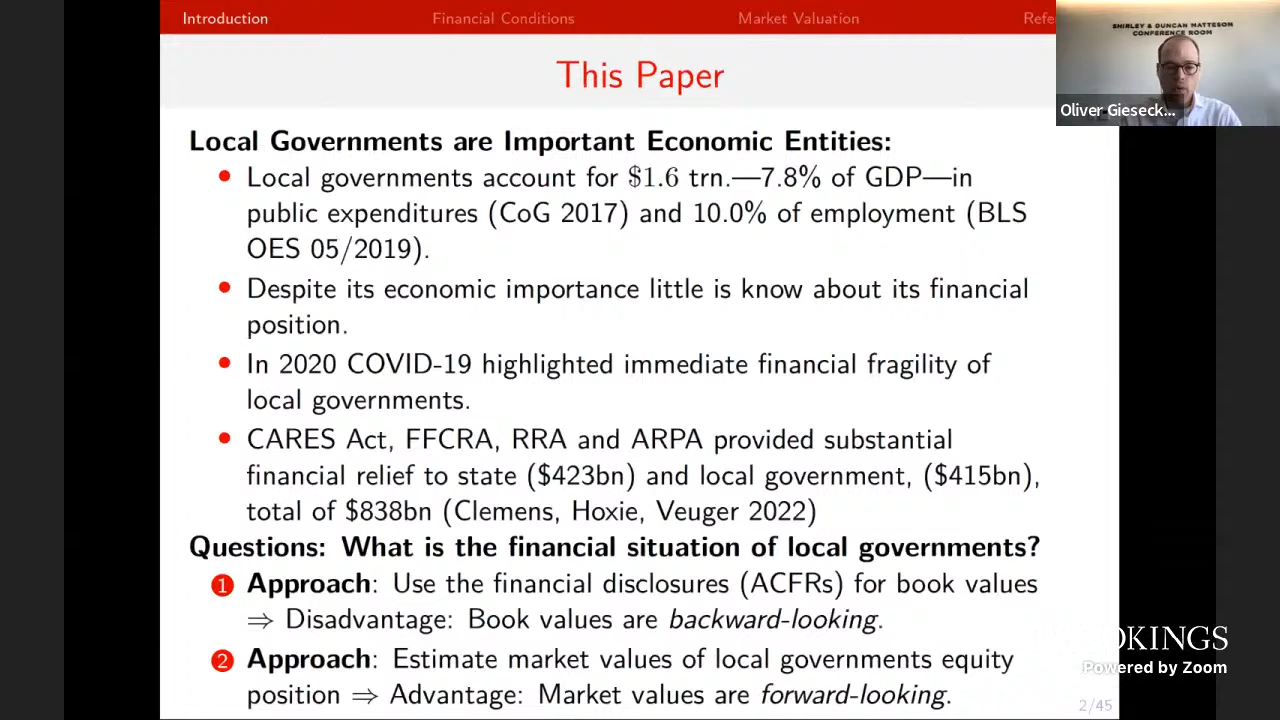 Introduction
Financial Conditions
Market Valuation
SHIRLEY & DUNCAN MATTESON
CONFERENCE ROOM
Oliver Gieseck...
This Paper
Local Governments are Important Economic Entities:
• Local governments account for $1.6 trn.—7.8% of GDP—in
public expenditures (CoG 2017) and 10.0% of employment (BLS
OES 05/2019).
• Despite its economic importance little is know about its financial
position.
• In 2020 COVID-19 highlighted immediate financial fragility of
local governments.
• CARES Act, FFCRA, RRA and ARPA provided substantial
financial relief to state ($423bn) and local government, ($415bn),
total of $838bn (Clemens, Hoxie, Veuger 2022)
Questions: What is the financial situation of local governments?
1 Approach: Use the financial disclosures (ACFRs) for book values
⇒ Disadvantage: Book values are backward-looking.
2 Approach: Estimate market values of local governments equity
position ⇒ Advantage: Market values are forward-looking.
2/45
Powered by Zoom